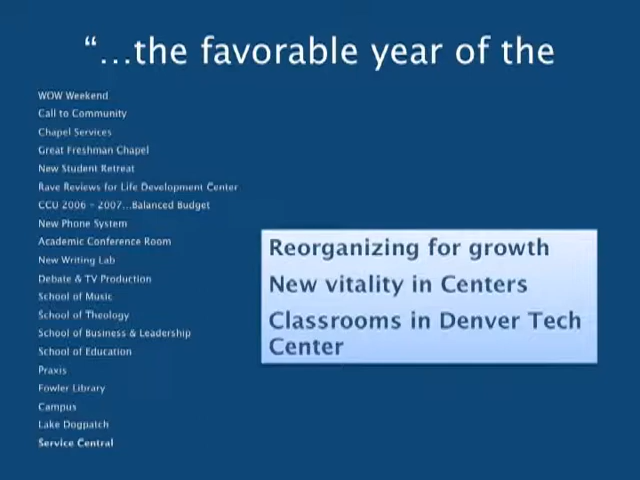 “...the favorable year of the
WOW Weekend
Call to Community
Chapel Services
Great Freshman Chapel
New Student Retreat
Rave Reviews for Life Development Center
CCU 2006 - 2007...Balanced Budget
New Phone System
Academic Conference Room
New Writing Lab
Debate & TV Production
School of Music
School of Theology
School of Business & Leadership
School of Education
Praxis
Fowler Library
Campus
Lake Dogpatch
Service Central
Reorganizing for growth
New vitality in Centers
Classrooms in Denver Tech
Center